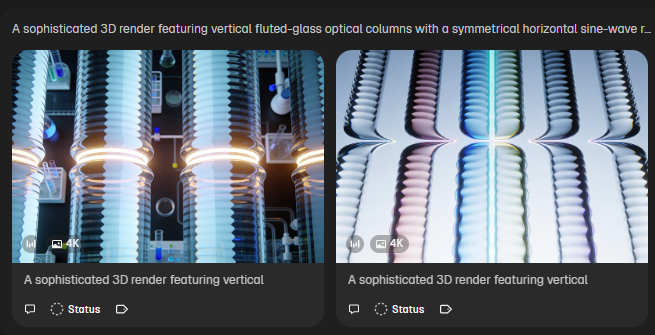 A sophisticated 3D render featuring vertical fluted-glass optical columns with a symmetrical horizontal sine-wave r...
4K
4K
A sophisticated 3D render featuring vertical
A sophisticated 3D render featuring vertical
Status
Status